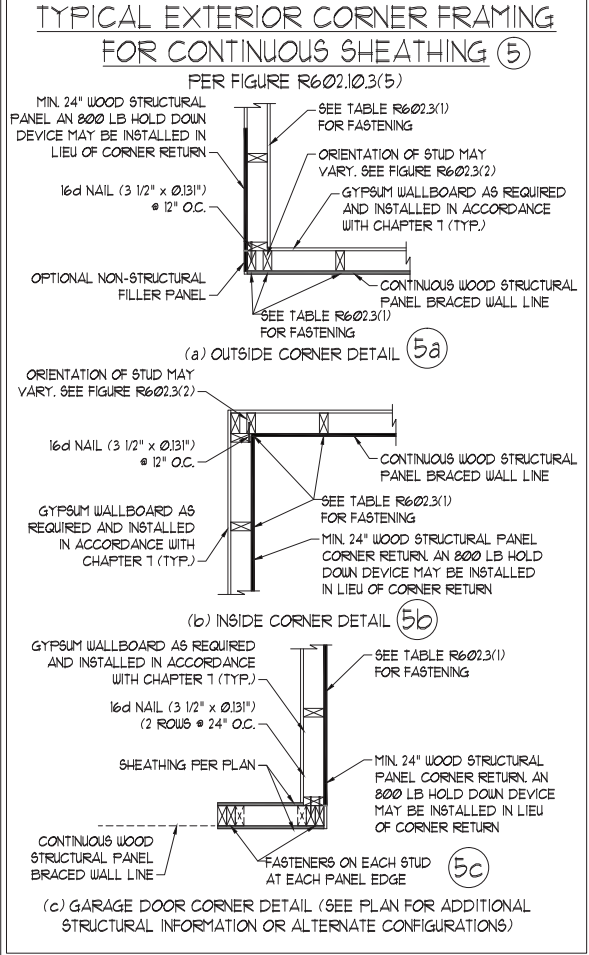 TYPICAL EXTERIOR CORNER FRAMING
FOR CONTINUOUS SHEATHING 5
PER FIGURE R602.10.3(5)
MIN. 24" WOOD STRUCTURAL
PANEL AN 800 LB HOLD DOWN
DEVICE MAY BE INSTALLED IN
LIEU OF CORNER RETURN
16d NAIL (3 1/2" x 0.131")
@ 12" O.C.
OPTIONAL NON-STRUCTURAL
FILLER PANEL
SEE TABLE R602.3(1)
FOR FASTENING
ORIENTATION OF STUD MAY
VARY. SEE FIGURE R602.3(2)
GYPSUM WALLBOARD AS REQUIRED
AND INSTALLED IN ACCORDANCE
WITH CHAPTER 7 (TYP.)
CONTINUOUS WOOD STRUCTURAL
PANEL BRACED WALL LINE
SEE TABLE R602.3(1)
FOR FASTENING
(a) OUTSIDE CORNER DETAIL 5a
ORIENTATION OF STUD MAY
VARY. SEE FIGURE R602.3(2)
16d NAIL (3 1/2" x 0.131")
@ 12" O.C.
GYPSUM WALLBOARD AS
REQUIRED AND INSTALLED
IN ACCORDANCE WITH
CHAPTER 7 (TYP.)
CONTINUOUS WOOD STRUCTURAL
PANEL BRACED WALL LINE
SEE TABLE R602.3(1)
FOR FASTENING
MIN. 24" WOOD STRUCTURAL PANEL
CORNER RETURN. AN 800 LB HOLD
DOWN DEVICE MAY BE INSTALLED
IN LIEU OF CORNER RETURN
(b) INSIDE CORNER DETAIL 5b
GYPSUM WALLBOARD AS REQUIRED
AND INSTALLED IN ACCORDANCE
WITH CHAPTER 7 (TYP.)
16d NAIL (3 1/2" x 0.131")
(2 ROWS @ 24" O.C.
SHEATHING PER PLAN
CONTINUOUS WOOD
STRUCTURAL PANEL
BRACED WALL LINE
SEE TABLE R602.3(1)
FOR FASTENING
MIN. 24" WOOD STRUCTURAL
PANEL CORNER RETURN. AN
800 LB HOLD DOWN DEVICE
MAY BE INSTALLED IN LIEU
OF CORNER RETURN
FASTENERS ON EACH STUD
AT EACH PANEL EDGE
5c
(c) GARAGE DOOR CORNER DETAIL (SEE PLAN FOR ADDITIONAL
STRUCTURAL INFORMATION OR ALTERNATE CONFIGURATIONS)